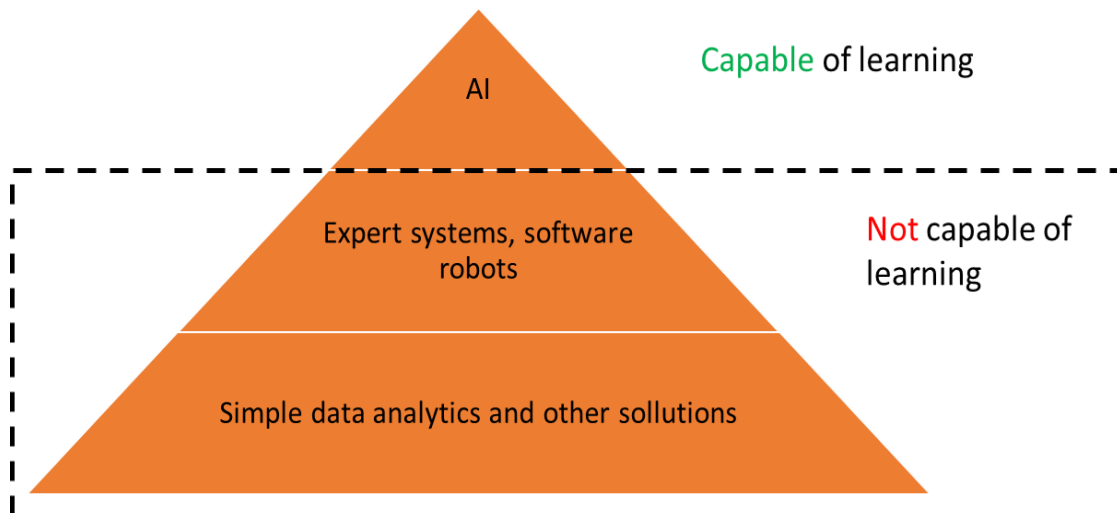 Capable of learning
AI
Not capable of
learning
Expert systems, software
robots
Simple data analytics and other sollutions